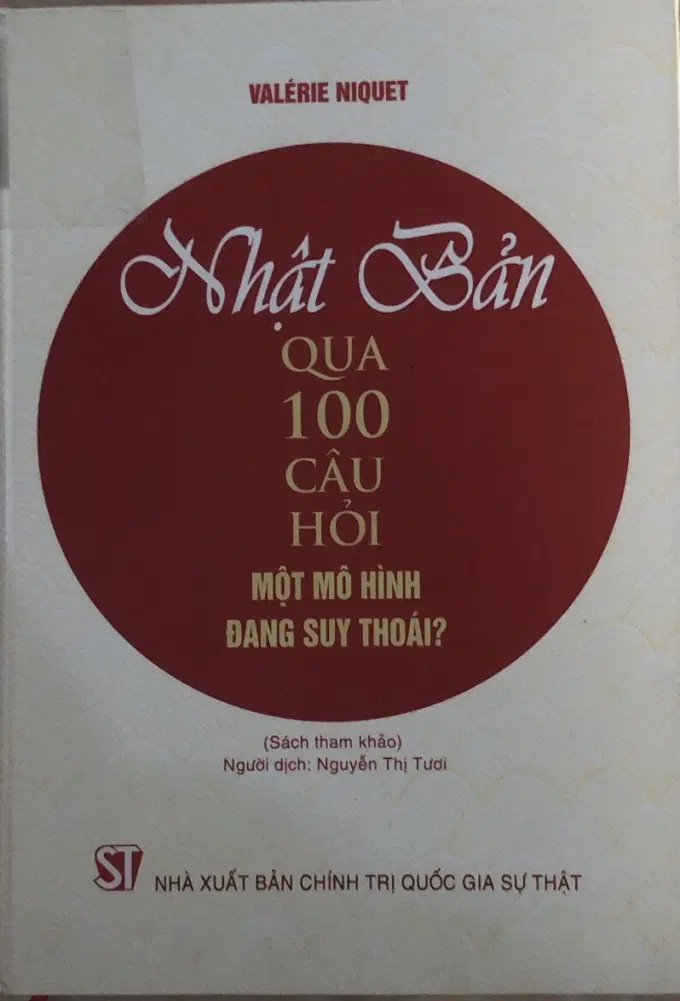 VALÉRIE NIQUET
Nhật Bản
QUA
100
CÂU
HỎI
MỘT MÔ HÌNH
ĐANG SUY THOÁI?
(Sách tham khảo)
Người dịch: Nguyễn Thị Tươi
ST
NHÀ XUẤT BẢN CHÍNH TRỊ QUỐC GIA SỰ THẬT